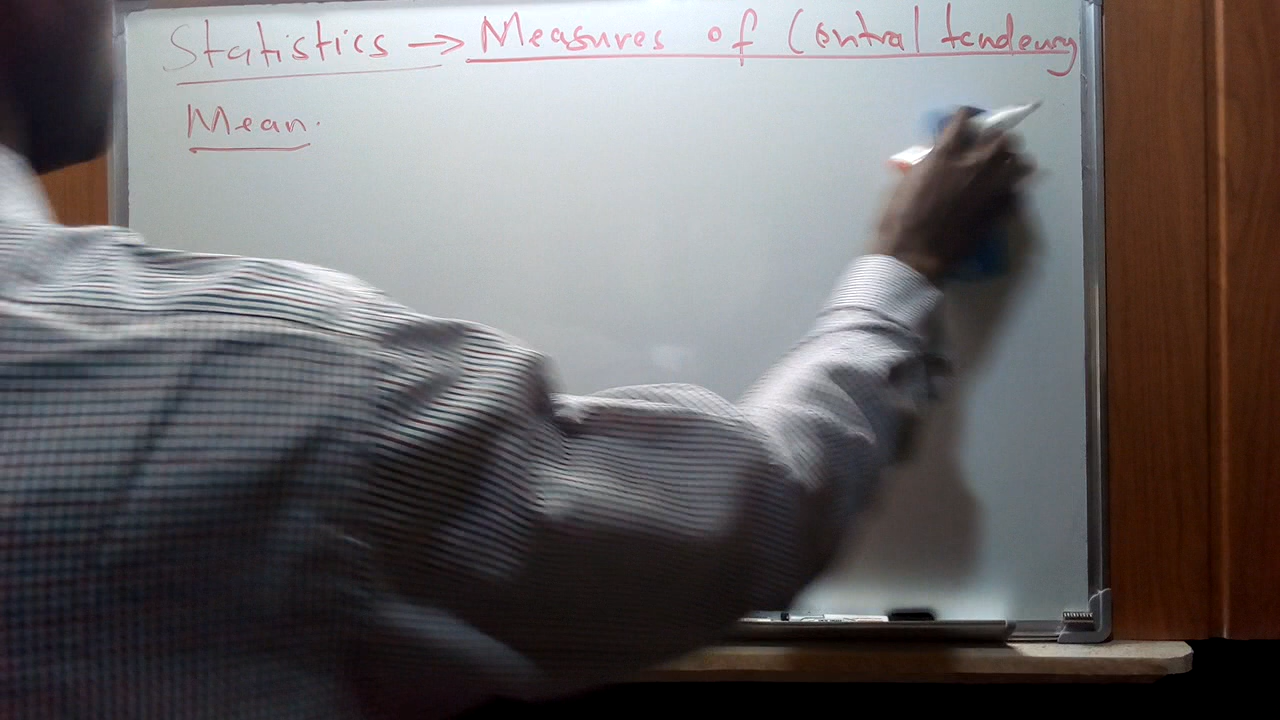 Statistics → Measures of Central tendency
Mean.